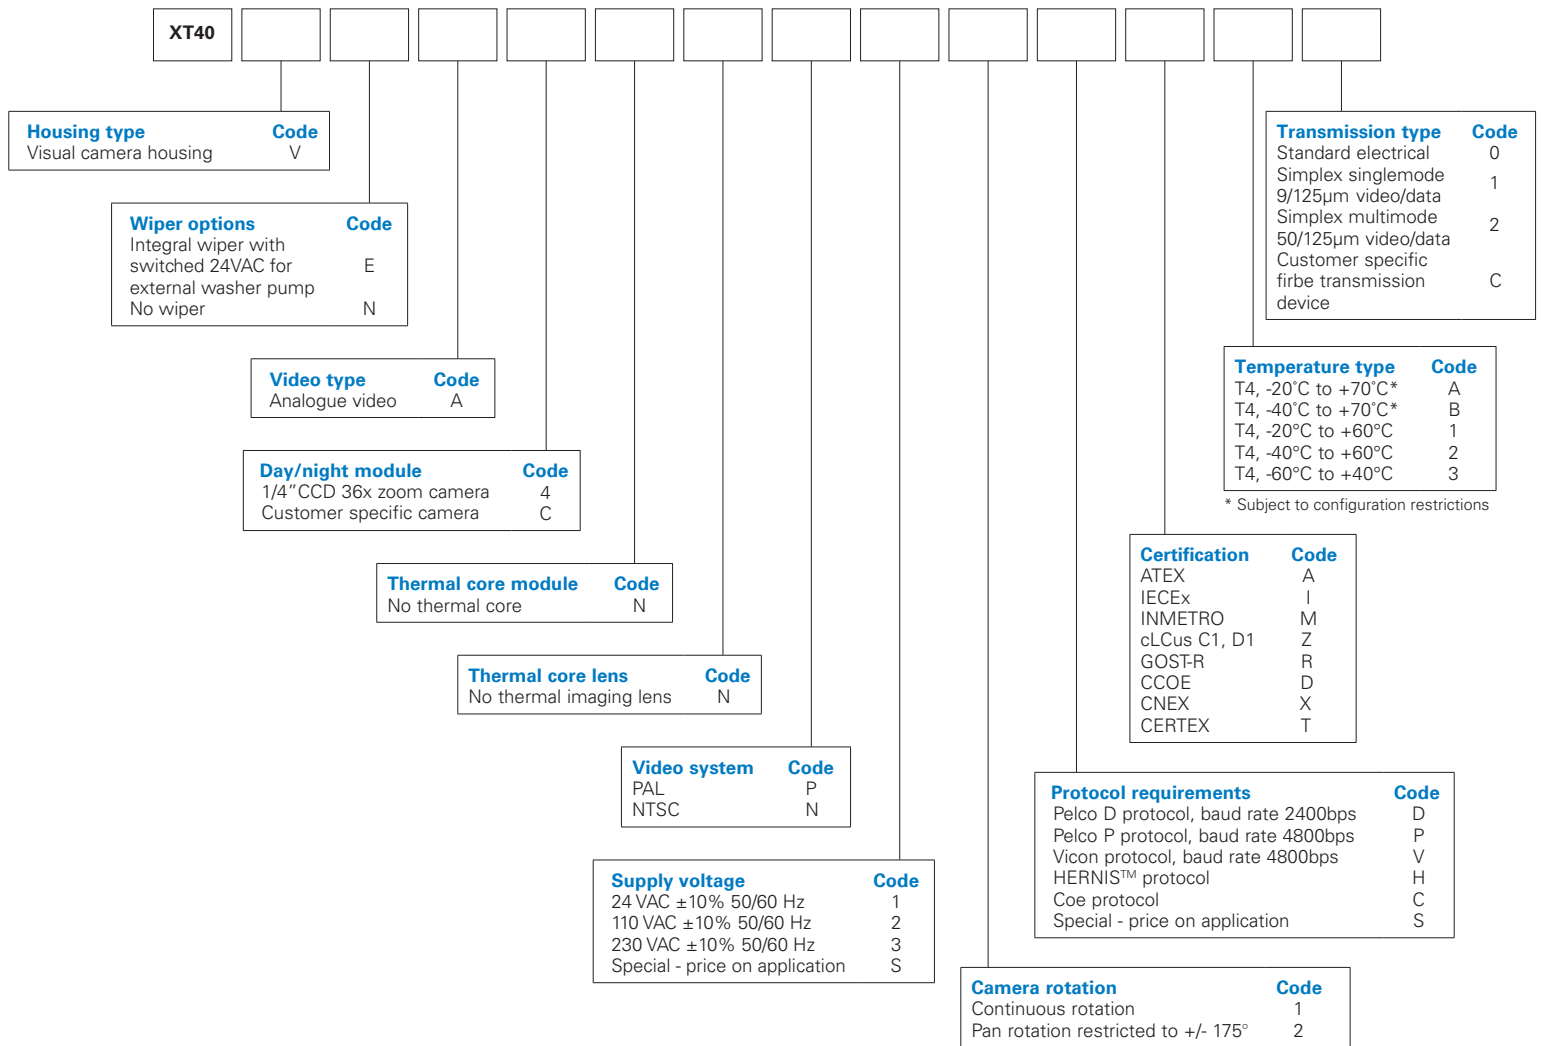 XT40
Housing type Code
Visual camera housing V
Wiper options Code
Integral wiper with
switched 24VAC for E
external washer pump
No wiper N
Video type Code
Analogue video A
Day/night module Code
1/4”CCD 36x zoom camera 4
Customer specific camera C
Thermal core module Code
No thermal core N
Thermal core lens Code
No thermal imaging lens N
Video system Code
PAL P
NTSC N
Supply voltage Code
24 VAC ±10% 50/60 Hz 1
110 VAC ±10% 50/60 Hz 2
230 VAC ±10% 50/60 Hz 3
Special - price on application S
Camera rotation Code
Continuous rotation 1
Pan rotation restricted to +/- 175° 2
Protocol requirements Code
Pelco D protocol, baud rate 2400bps D
Pelco P protocol, baud rate 4800bps P
Vicon protocol, baud rate 4800bps V
HERNIS™ protocol H
Coe protocol C
Special - price on application S
Certification Code
ATEX A
IECEx I
INMETRO M
cLCus C1, D1 Z
GOST-R R
CCOE D
CNEX X
CERTEX T
Temperature type Code
T4, -20˚C to +70˚C* A
T4, -40˚C to +70˚C* B
T4, -20°C to +60°C 1
T4, -40°C to +60°C 2
T4, -60°C to +40°C 3
* Subject to configuration restrictions
Transmission type Code
Standard electrical 0
Simplex singlemode
9/125µm video/data 1
Simplex multimode
50/125µm video/data 2
Customer specific
firbe transmission C
device